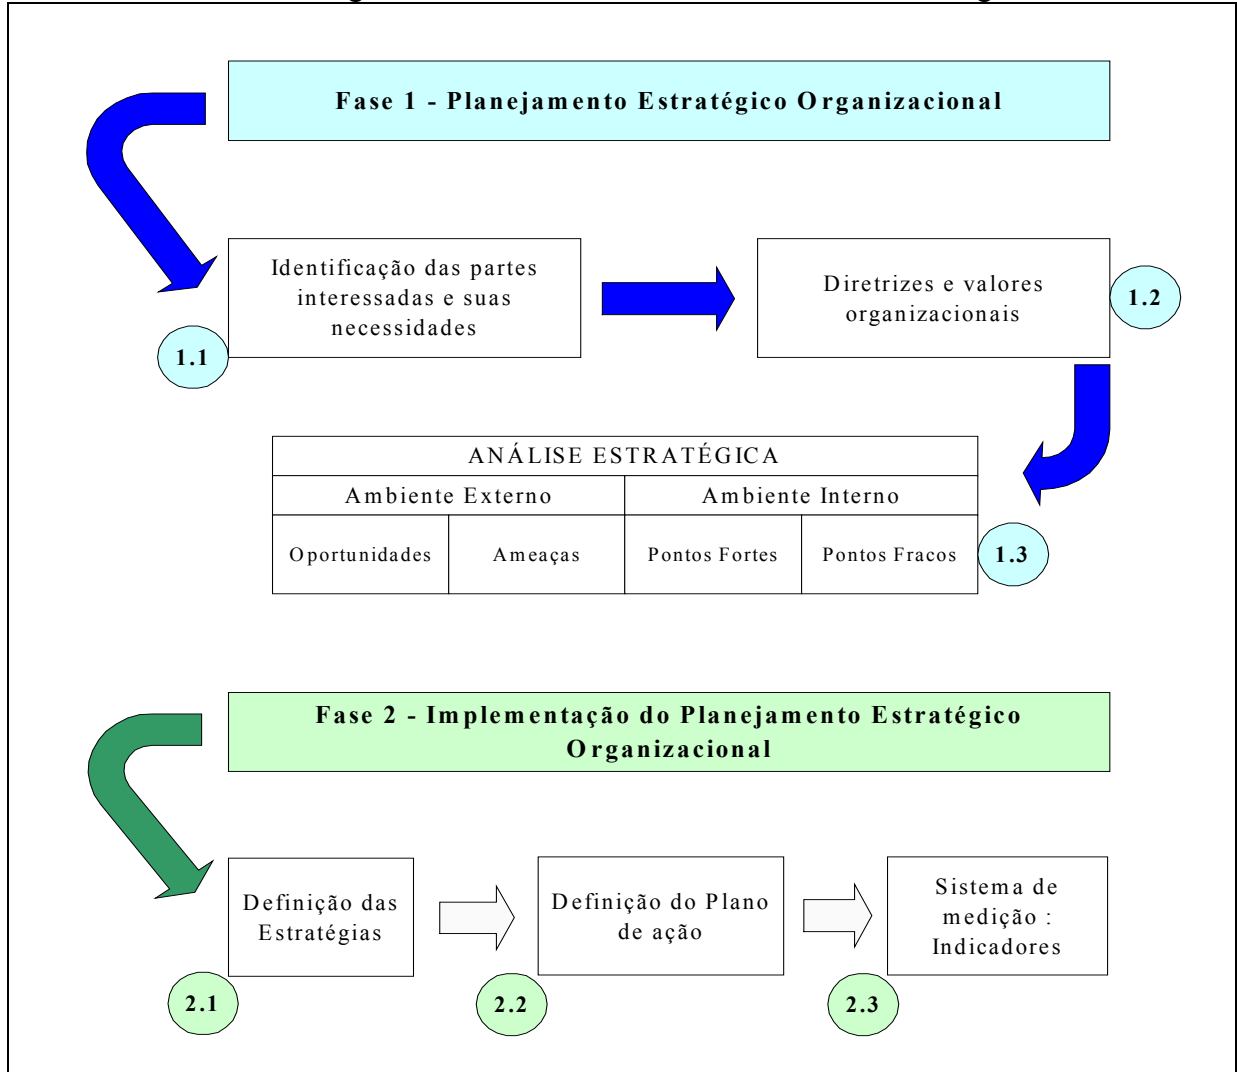 Fase 1 - Planejamento Estratégico Organizacional
Identificação das partes
interessadas e suas
necessidades
1.1
Diretrizes e valores
organizacionais
1.2
ANÁLISE ESTRATÉGICA
Ambiente Externo
Ambiente Interno
Oportunidades
Ameaças
Pontos Fortes
Pontos Fracos
1.3
Fase 2 - Implementação do Planejamento Estratégico
Organizacional
Definição das
Estratégias
2.1
Definição do Plano
de ação
2.2
Sistema de
medição :
Indicadores
2.3